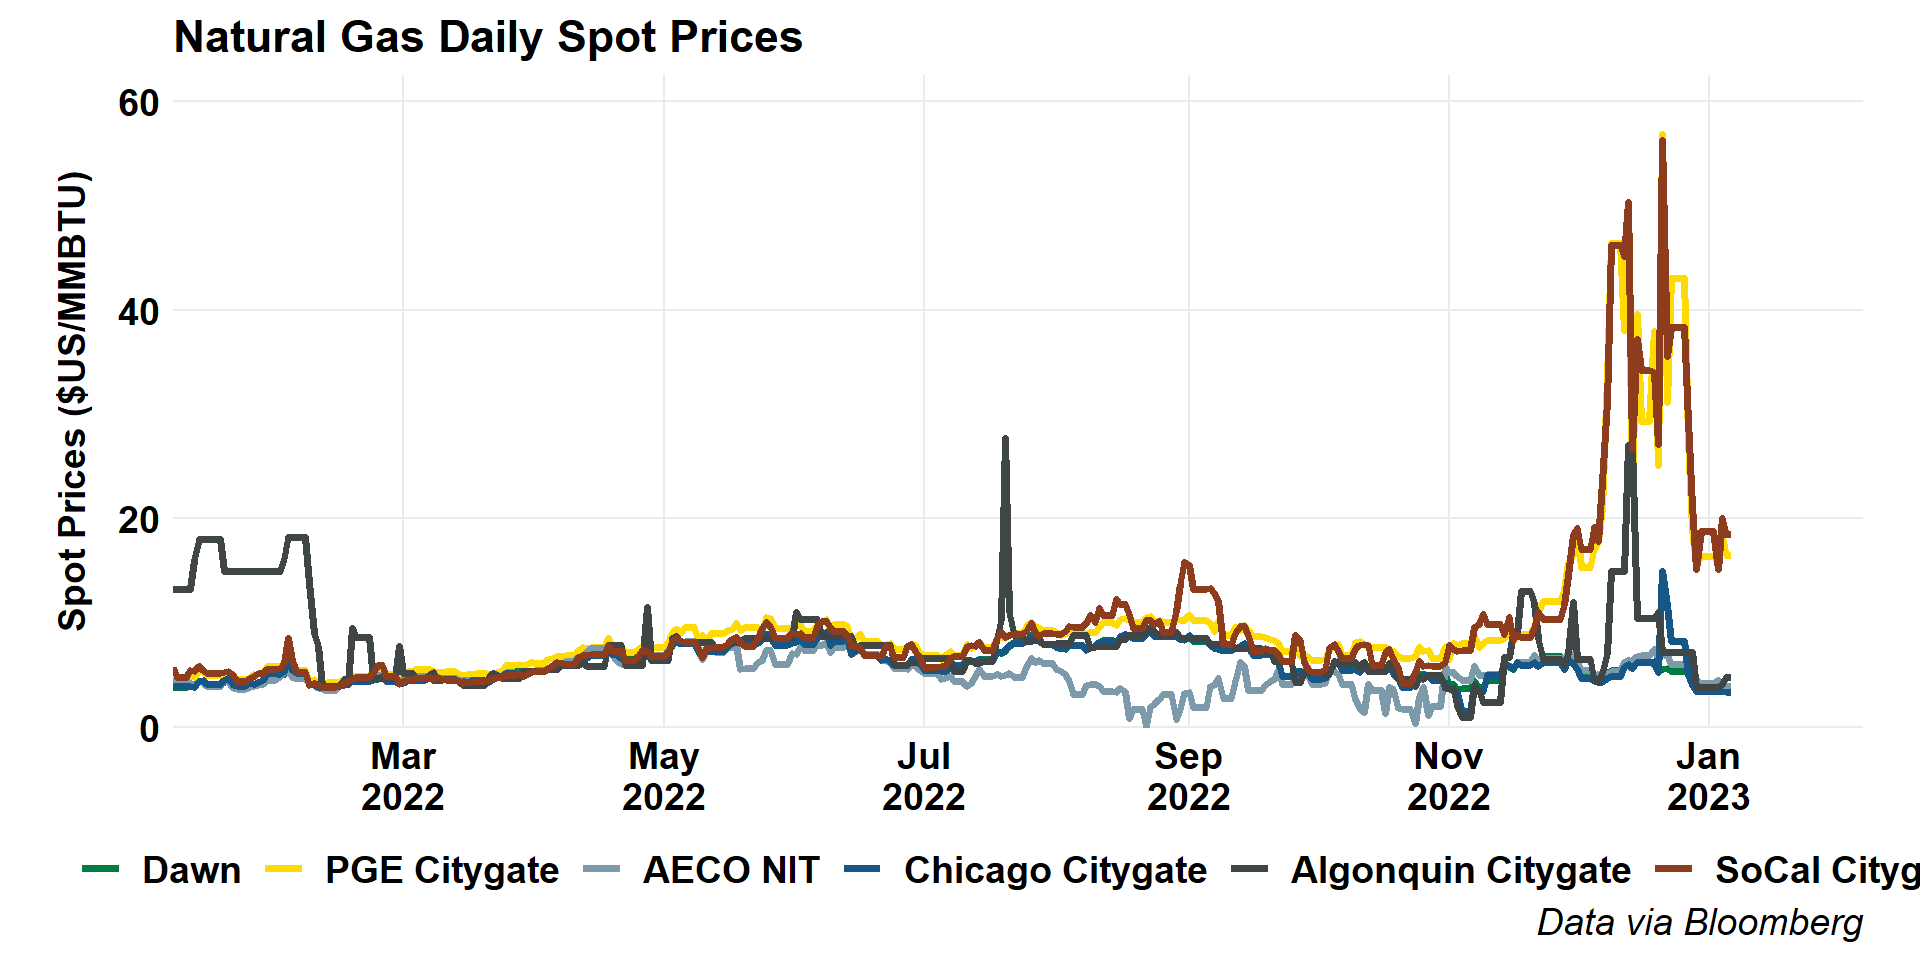 Natural Gas Daily Spot Prices
Spot Prices ($US/MMBTU)
60
40
20
0
Mar
2022
May
2022
Jul
2022
Sep
2022
Nov
2022
Jan
2023
Dawn PGE Citygate AECO NIT Chicago Citygate Algonquin Citygate SoCal Cityg
Data via Bloomberg